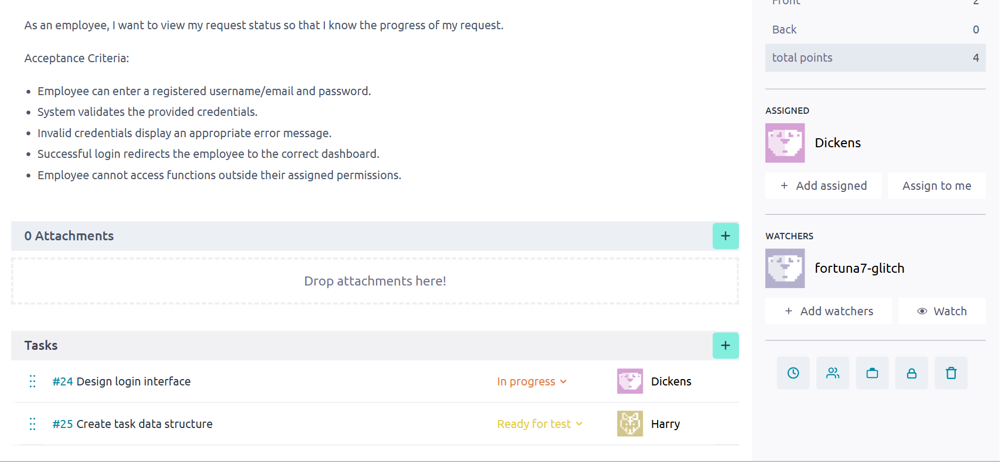 As an employee, I want to view my request status so that I know the progress of my request.
Acceptance Criteria:
Employee can enter a registered username/email and password.
System validates the provided credentials.
Invalid credentials display an appropriate error message.
Successful login redirects the employee to the correct dashboard.
Employee cannot access functions outside their assigned permissions.
0 Attachments
Drop attachments here!
Tasks
#24 Design login interface In progress Dickens
#25 Create task data structure Ready for test Harry
Front 2
Back 0
total points 4
ASSIGNED
Dickens
+ Add assigned Assign to me
WATCHERS
fortuna7-glitch
+ Add watchers Watch